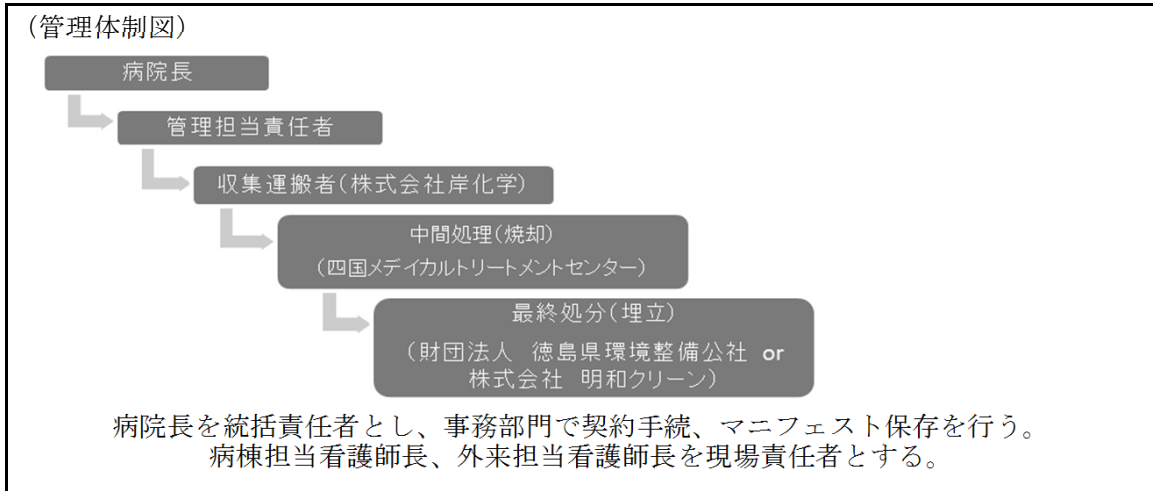 (管理体制図)
病院長
管理担当責任者
収集運搬者(株式会社岸化学)
中間処理(焼却)
(四国メデイカルトリートメントセンター)
最終処分(埋立)
(財団法人 徳島県環境整備公社 or
株式会社 明和クリーン)
病院長を統括責任者とし、事務部門で契約手続、マニフェスト保存を行う。
病棟担当看護師長、外来担当看護師長を現場責任者とする。